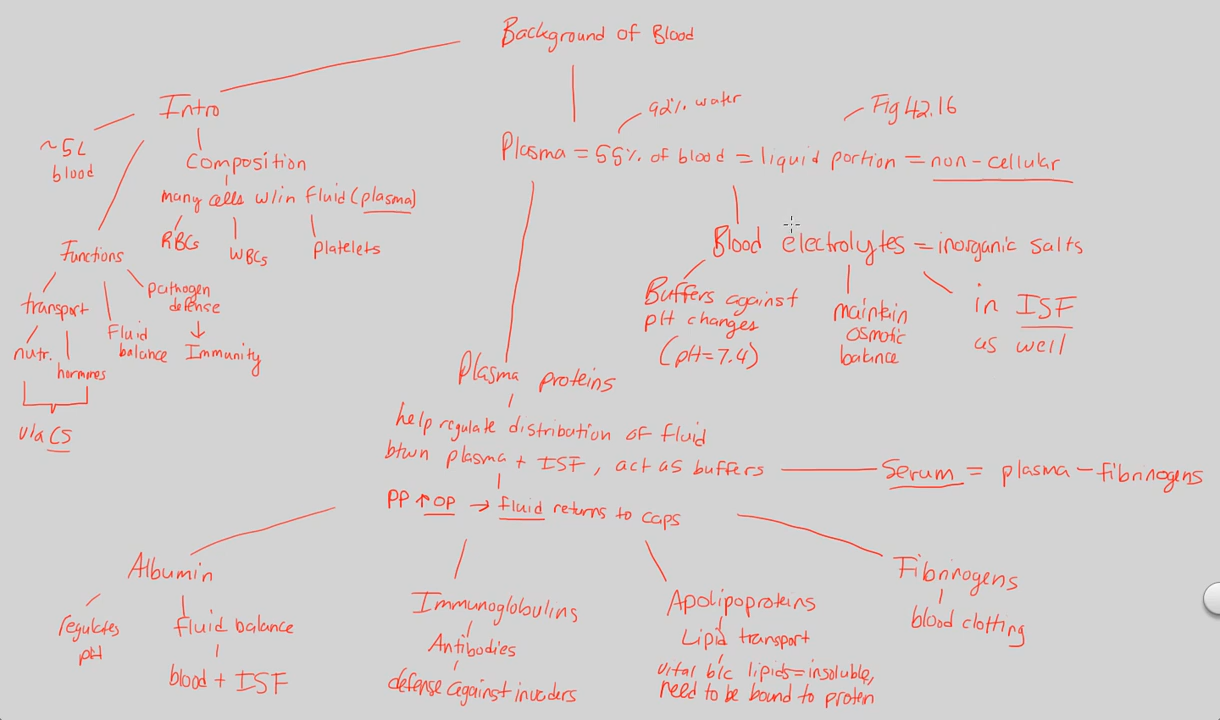 Background of Blood
Intro
~5L
blood
Composition
many cells w/in fluid (plasma)
RBCs
WBCs
platelets
Functions
transport
nutr.
hormones
via CS
Fluid
balance
pathogen
defense
↓
Immunity
92% water
Fig 42.16
Plasma = 55% of blood = liquid portion = non-cellular
Blood electrolytes = inorganic salts
Buffers against
pH changes
(pH=7.4)
maintain
osmotic
balance
in ISF
as well
Plasma proteins
help regulate distribution of fluid
btwn plasma + ISF, act as buffers
Serum = plasma - fibrinogens
PP ↑ OP → fluid returns to caps
Albumin
regulates
pH
fluid balance
blood + ISF
Immunoglobulins
Antibodies
defense against invaders
Apolipoproteins
Lipid transport
vital b/c lipids=insoluble,
need to be bound to protein
Fibrinogens
blood clotting